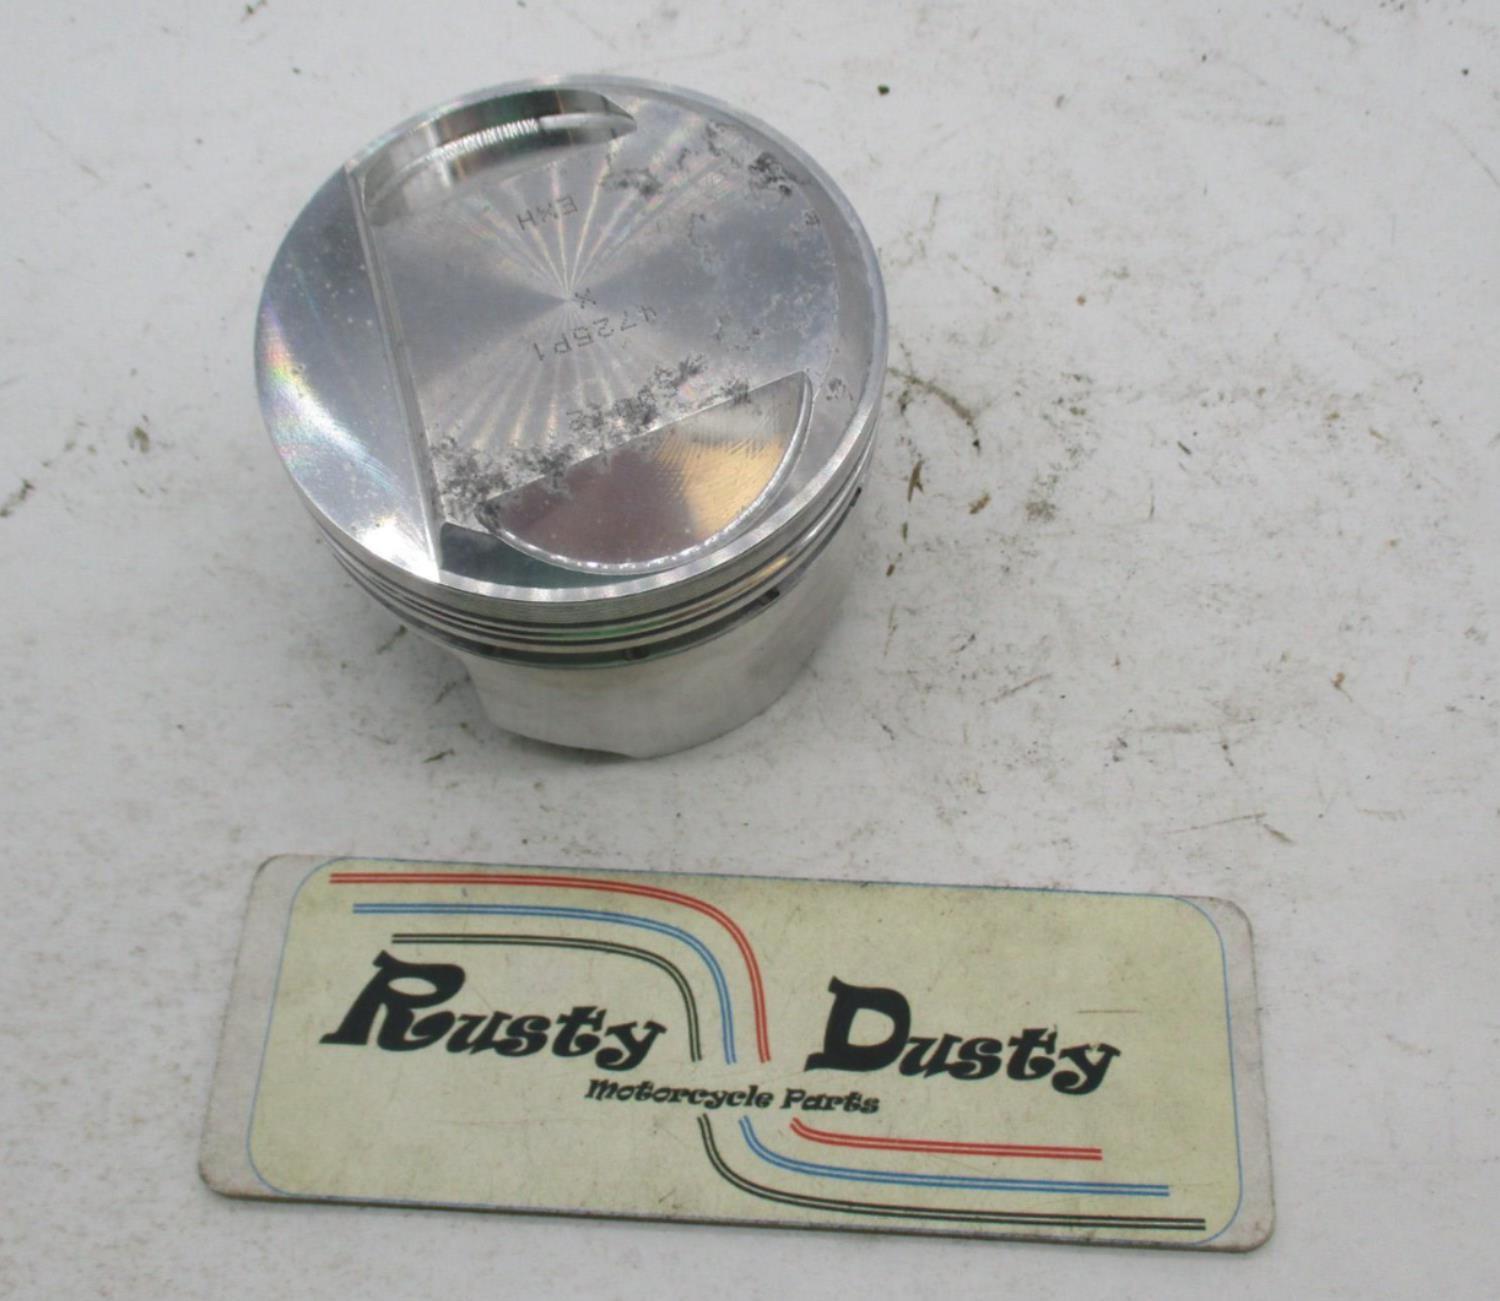 EXH
X
4725P1
Rusty Dusty
Motorcycle Parts